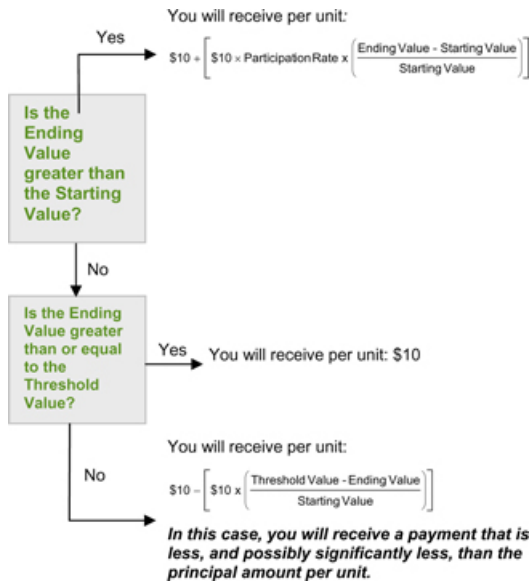 You will receive per unit:
Yes
$10 + [ $10 × Participation Rate x ( Ending Value - Starting Value
Starting Value ) ]
Is the
Ending
Value
greater than
the Starting
Value?
No
Is the Ending
Value greater
than or equal
to the
Threshold
Value?
Yes
You will receive per unit: $10
You will receive per unit:
No
$10 – [ $10 x ( Threshold Value - Ending Value
Starting Value ) ]
In this case, you will receive a payment that is
less, and possibly significantly less, than the
principal amount per unit.